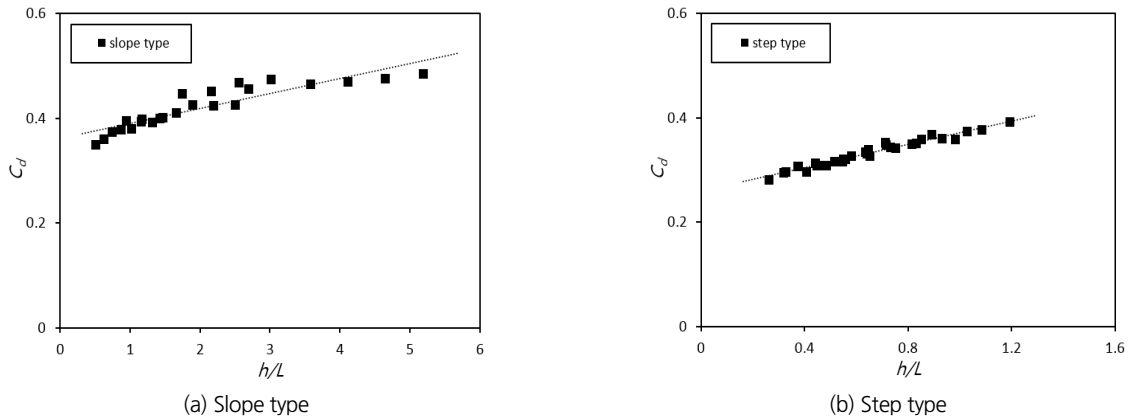 0.6
slope type
0.4
C_d
0.2
0
0 1 2 3 4 5 6
h/L
(a) Slope type
0.6
step type
0.4
C_d
0.2
0
0 0.4 0.8 1.2 1.6
h/L
(b) Step type